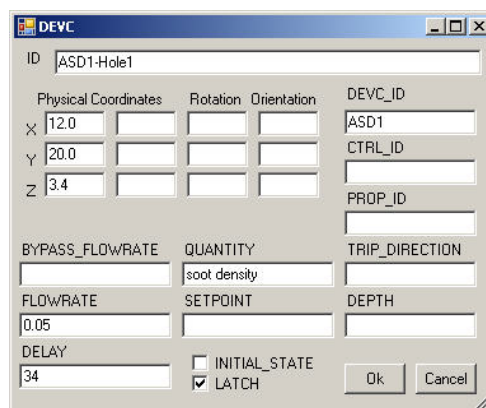 DEVC
ID ASD1-Hole1
Physical Coordinates Rotation Orientation DEVC_ID
X 12.0 ASD1
Y 20.0 CTRL_ID
Z 3.4 PROP_ID
BYPASS_FLOWRATE QUANTITY TRIP_DIRECTION
soot density
FLOWRATE SETPOINT DEPTH
0.05
DELAY INITIAL_STATE
34 LATCH Ok Cancel